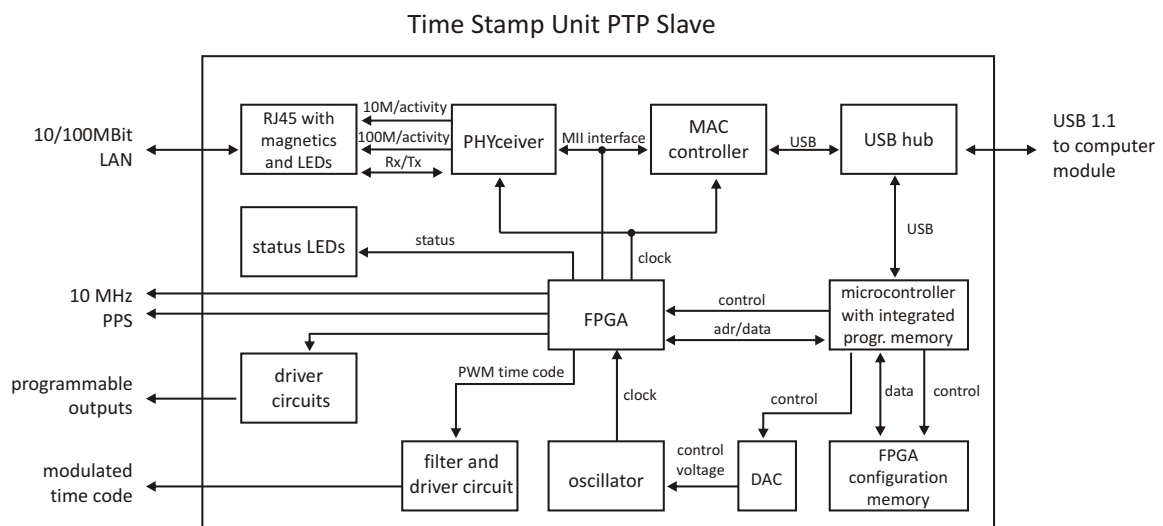 Time Stamp Unit PTP Slave
10/100MBit
LAN
RJ45 with
magnetics
and LEDs
10M/activity
100M/activity
Rx/Tx
PHYceiver
MII interface
MAC
controller
USB
USB hub
USB 1.1
to computer
module
status LEDs
status
clock
USB
10 MHz
PPS
FPGA
control
adr/data
microcontroller
with integrated
progr. memory
programmable
outputs
driver
circuits
PWM time code
clock
control
data
control
modulated
time code
filter and
driver circuit
oscillator
control
voltage
DAC
FPGA
configuration
memory